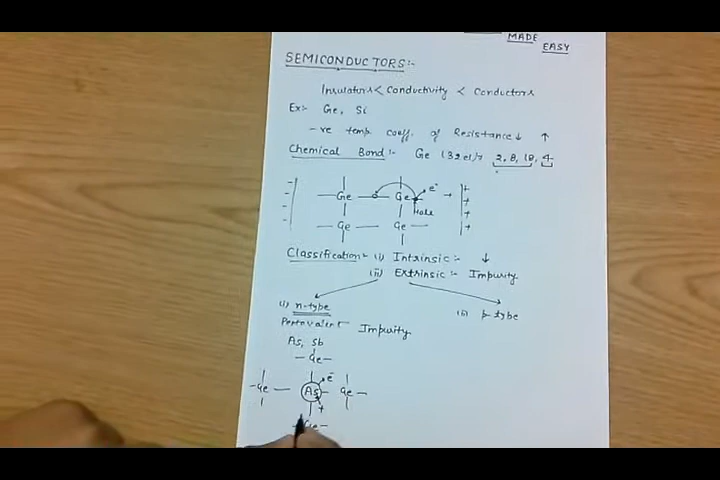 MADE
EASY
SEMICONDUCTORS:-
Insulators < Conductivity < Conductors
Ex:- Ge, Si
-ve temp coeff. of Resistance ↓ ↑
Chemical Bond:- Ge (32el) → 2, 8, 18, 4
- - - - Ge Ge e⁻ → + + + +
Hole
Ge Ge
Classification:- (i) Intrinsic:- ↓
(ii) Extrinsic:- Impurity
(i) n-type (ii) p-type
Pentavalent Impurity
As, Sb
Ge
Ge As e⁻ Ge
+
Ge